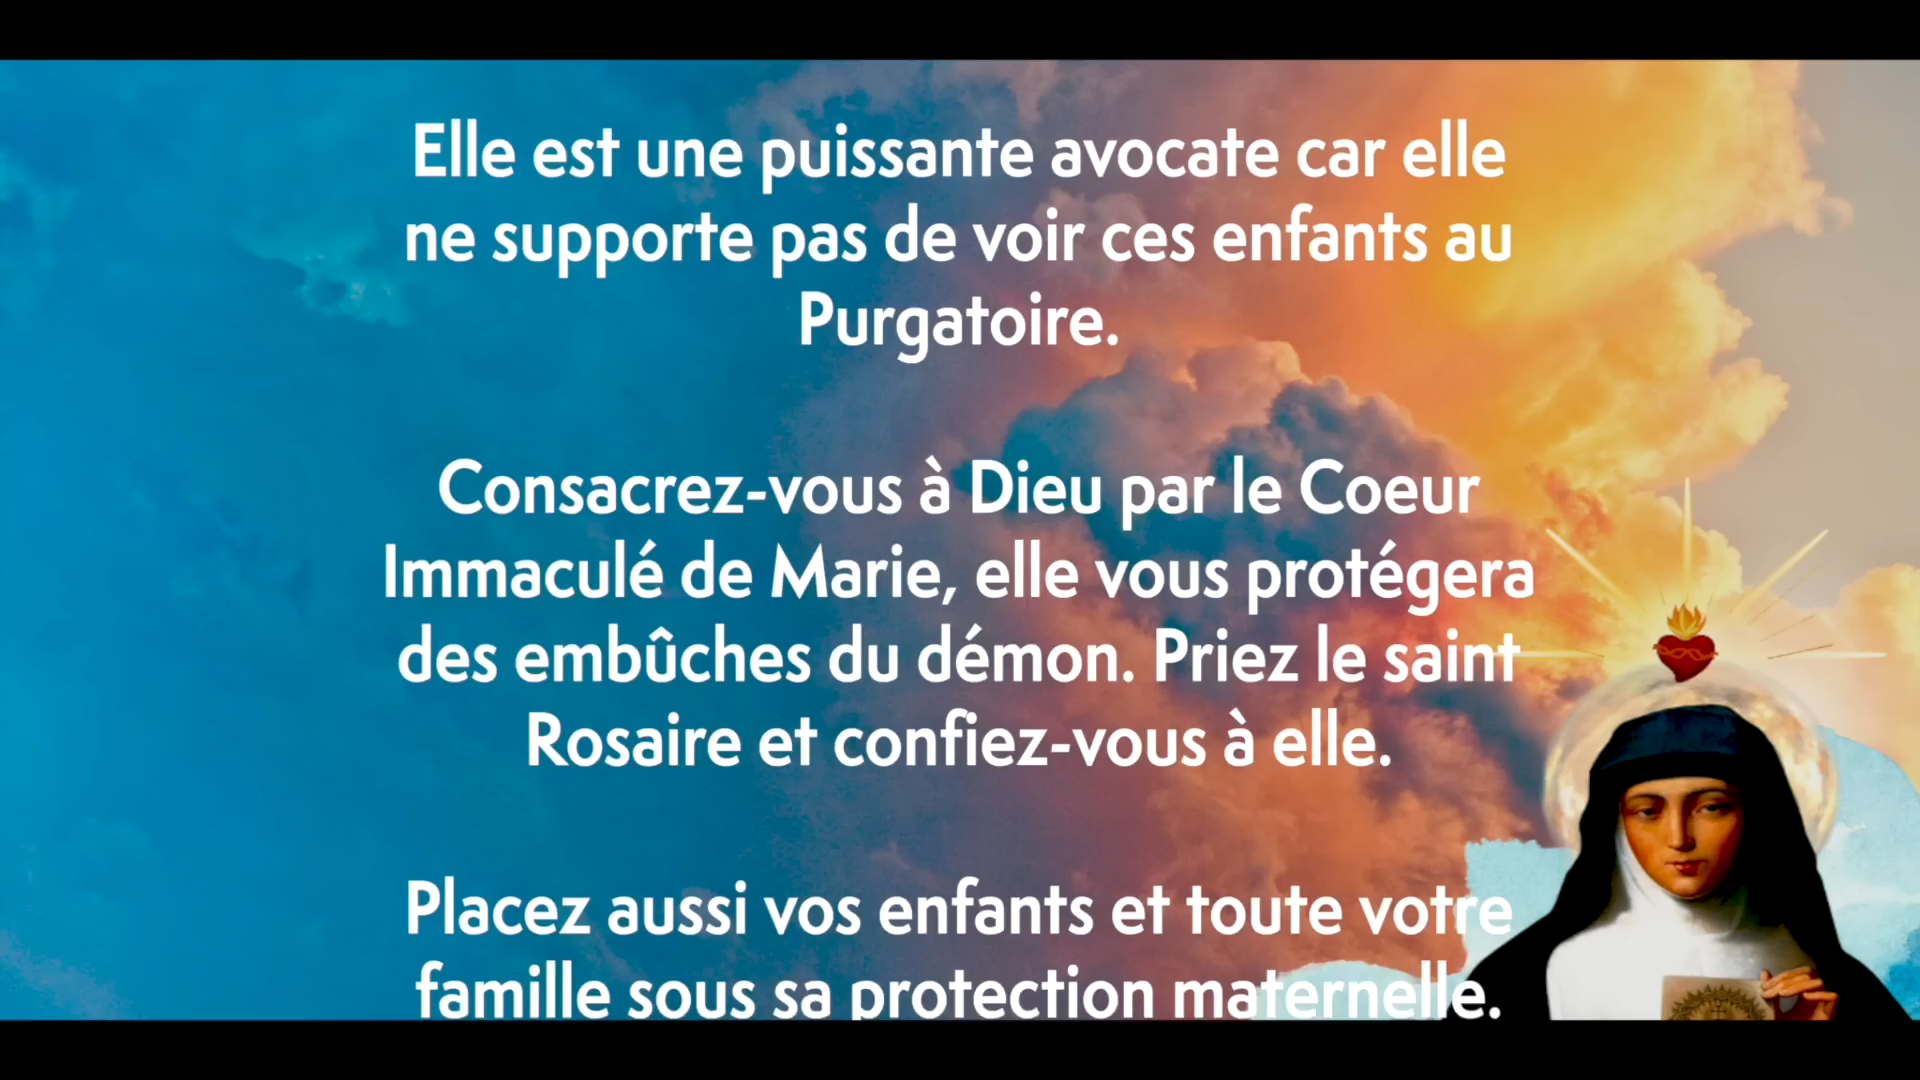 Elle est une puissante avocate car elle
ne supporte pas de voir ces enfants au
Purgatoire.
Consacrez-vous à Dieu par le Coeur
Immaculé de Marie, elle vous protégera
des embûches du démon. Priez le saint
Rosaire et confiez-vous à elle.
Placez aussi vos enfants et toute votre
famille sous sa protection maternelle.